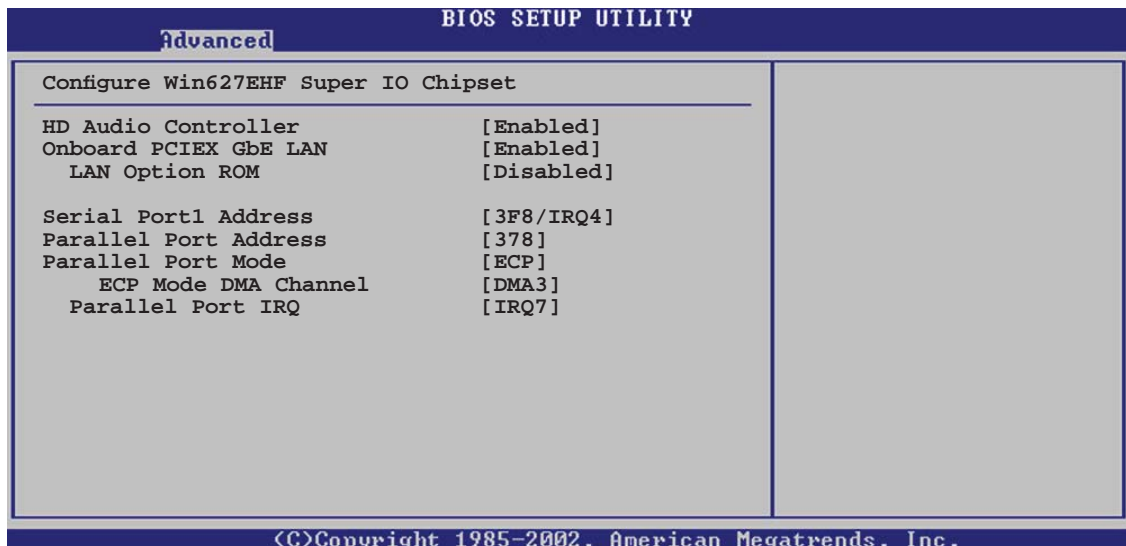 BIOS SETUP UTILITY
Advanced
Configure Win627EHF Super IO Chipset
HD Audio Controller [Enabled]
Onboard PCIEX GbE LAN [Enabled]
LAN Option ROM [Disabled]
Serial Port1 Address [3F8/IRQ4]
Parallel Port Address [378]
Parallel Port Mode [ECP]
ECP Mode DMA Channel [DMA3]
Parallel Port IRQ [IRQ7]
(C)Copyright 1985-2002, American Megatrends, Inc.